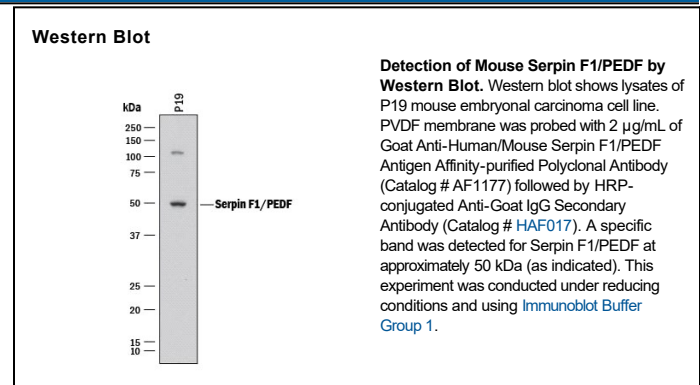 Western Blot
kDa
P19
250
150
100
75
50
37
25
20
15
10
Serpin F1/PEDF
Detection of Mouse Serpin F1/PEDF by
Western Blot. Western blot shows lysates of
P19 mouse embryonal carcinoma cell line.
PVDF membrane was probed with 2 µg/mL of
Goat Anti-Human/Mouse Serpin F1/PEDF
Antigen Affinity-purified Polyclonal Antibody
(Catalog # AF1177) followed by HRP-
conjugated Anti-Goat IgG Secondary
Antibody (Catalog # HAF017). A specific
band was detected for Serpin F1/PEDF at
approximately 50 kDa (as indicated). This
experiment was conducted under reducing
conditions and using Immunoblot Buffer
Group 1.